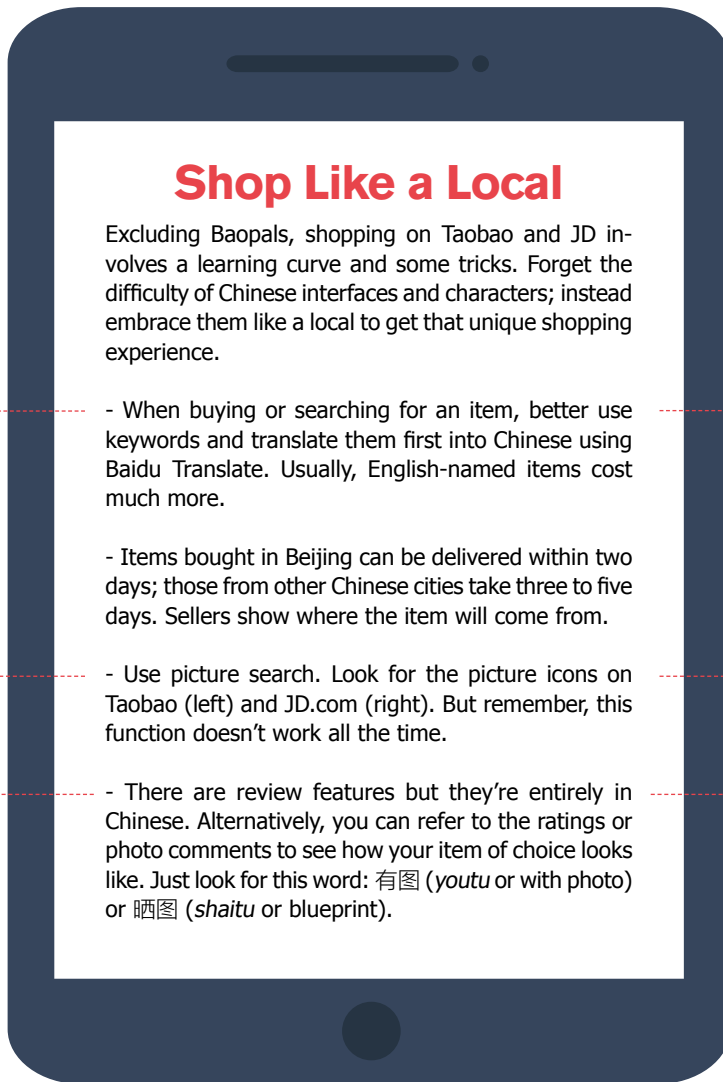 Shop Like a Local
Excluding Baopals, shopping on Taobao and JD in-
volves a learning curve and some tricks. Forget the
difficulty of Chinese interfaces and characters; instead
embrace them like a local to get that unique shopping
experience.
- When buying or searching for an item, better use
keywords and translate them first into Chinese using
Baidu Translate. Usually, English-named items cost
much more.
- Items bought in Beijing can be delivered within two
days; those from other Chinese cities take three to five
days. Sellers show where the item will come from.
- Use picture search. Look for the picture icons on
Taobao (left) and JD.com (right). But remember, this
function doesn’t work all the time.
- There are review features but they’re entirely in
Chinese. Alternatively, you can refer to the ratings or
photo comments to see how your item of choice looks
like. Just look for this word: 有图 (youtu or with photo)
or 晒图 (shaitu or blueprint).